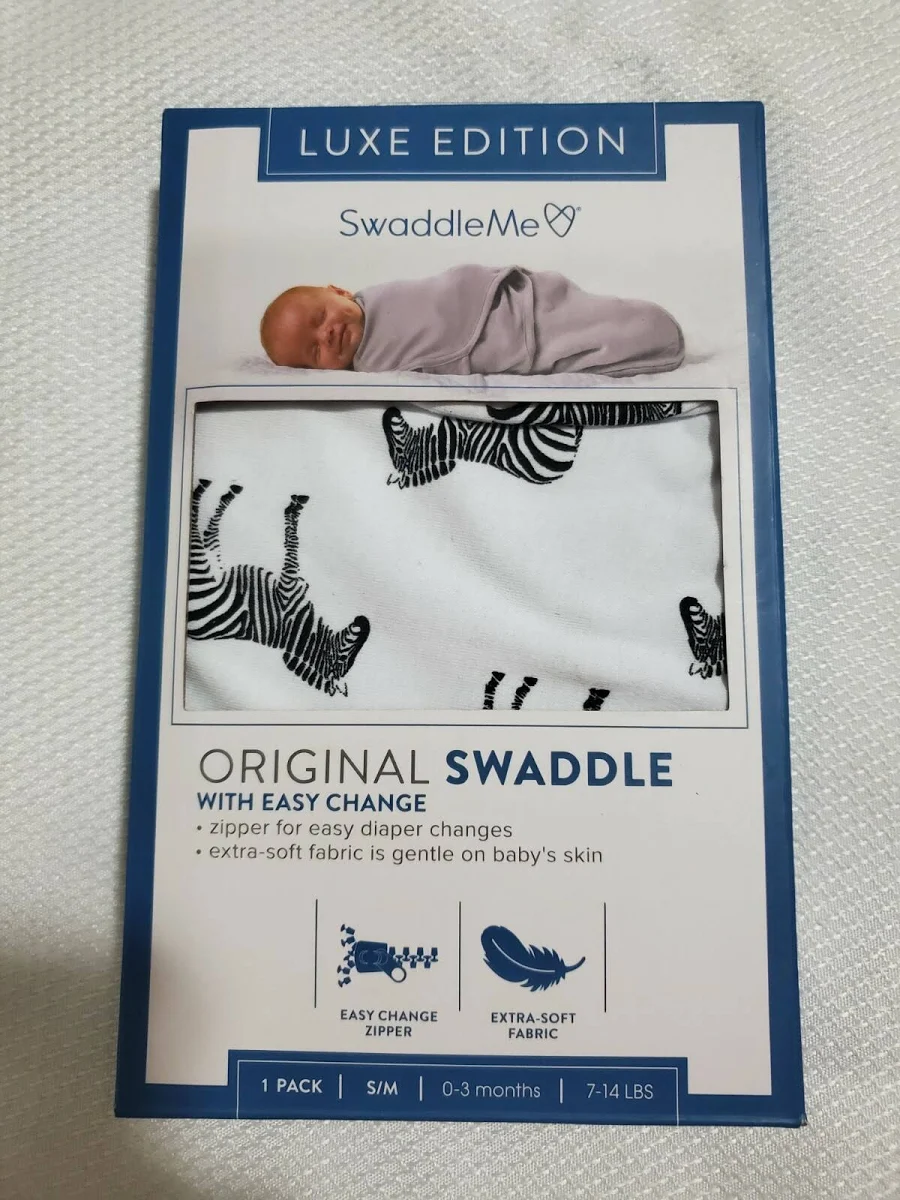 LUXE EDITION
SwaddleMe®
ORIGINAL SWADDLE
WITH EASY CHANGE
• zipper for easy diaper changes
• extra-soft fabric is gentle on baby's skin
EASY CHANGE
ZIPPER
EXTRA-SOFT
FABRIC
1 PACK | S/M | 0-3 months | 7-14 LBS